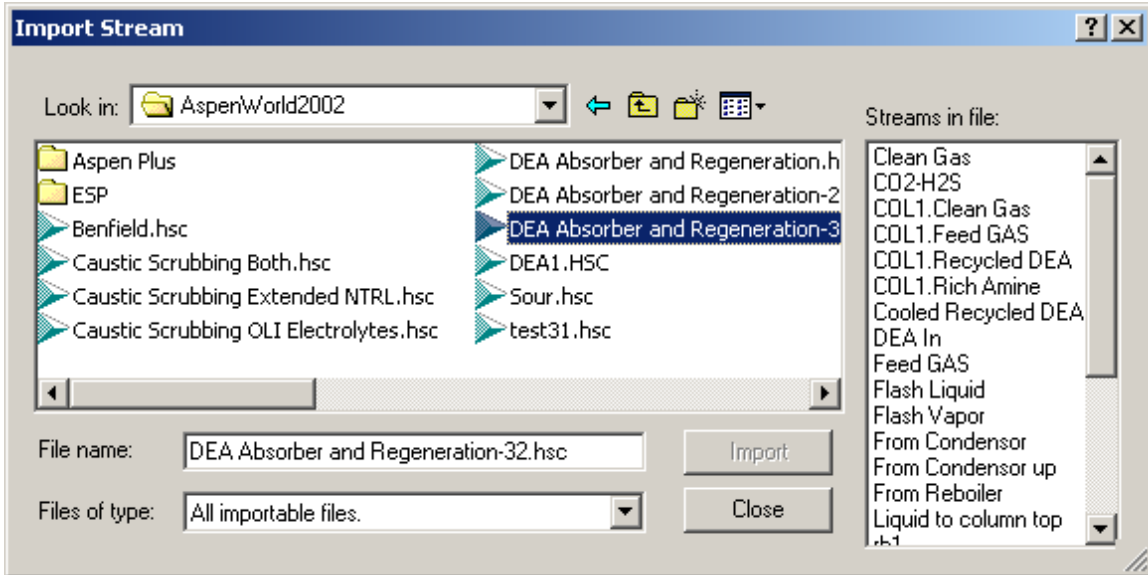 Import Stream
Look in: AspenWorld2002
Aspen Plus
ESP
Benfield.hsc
Caustic Scrubbing Both.hsc
Caustic Scrubbing Extended NTRL.hsc
Caustic Scrubbing OLI Electrolytes.hsc
DEA Absorber and Regeneration.h
DEA Absorber and Regeneration-2
DEA Absorber and Regeneration-3
DEA1.HSC
Sour.hsc
test31.hsc
File name: DEA Absorber and Regeneration-32.hsc
Import
Files of type: All importable files.
Close
Streams in file:
Clean Gas
CO2-H2S
COL1.Clean Gas
COL1.Feed GAS
COL1.Recycled DEA
COL1.Rich Amine
Cooled Recycled DEA
DEA In
Feed GAS
Flash Liquid
Flash Vapor
From Condensor
From Condensor up
From Reboiler
Liquid to column top